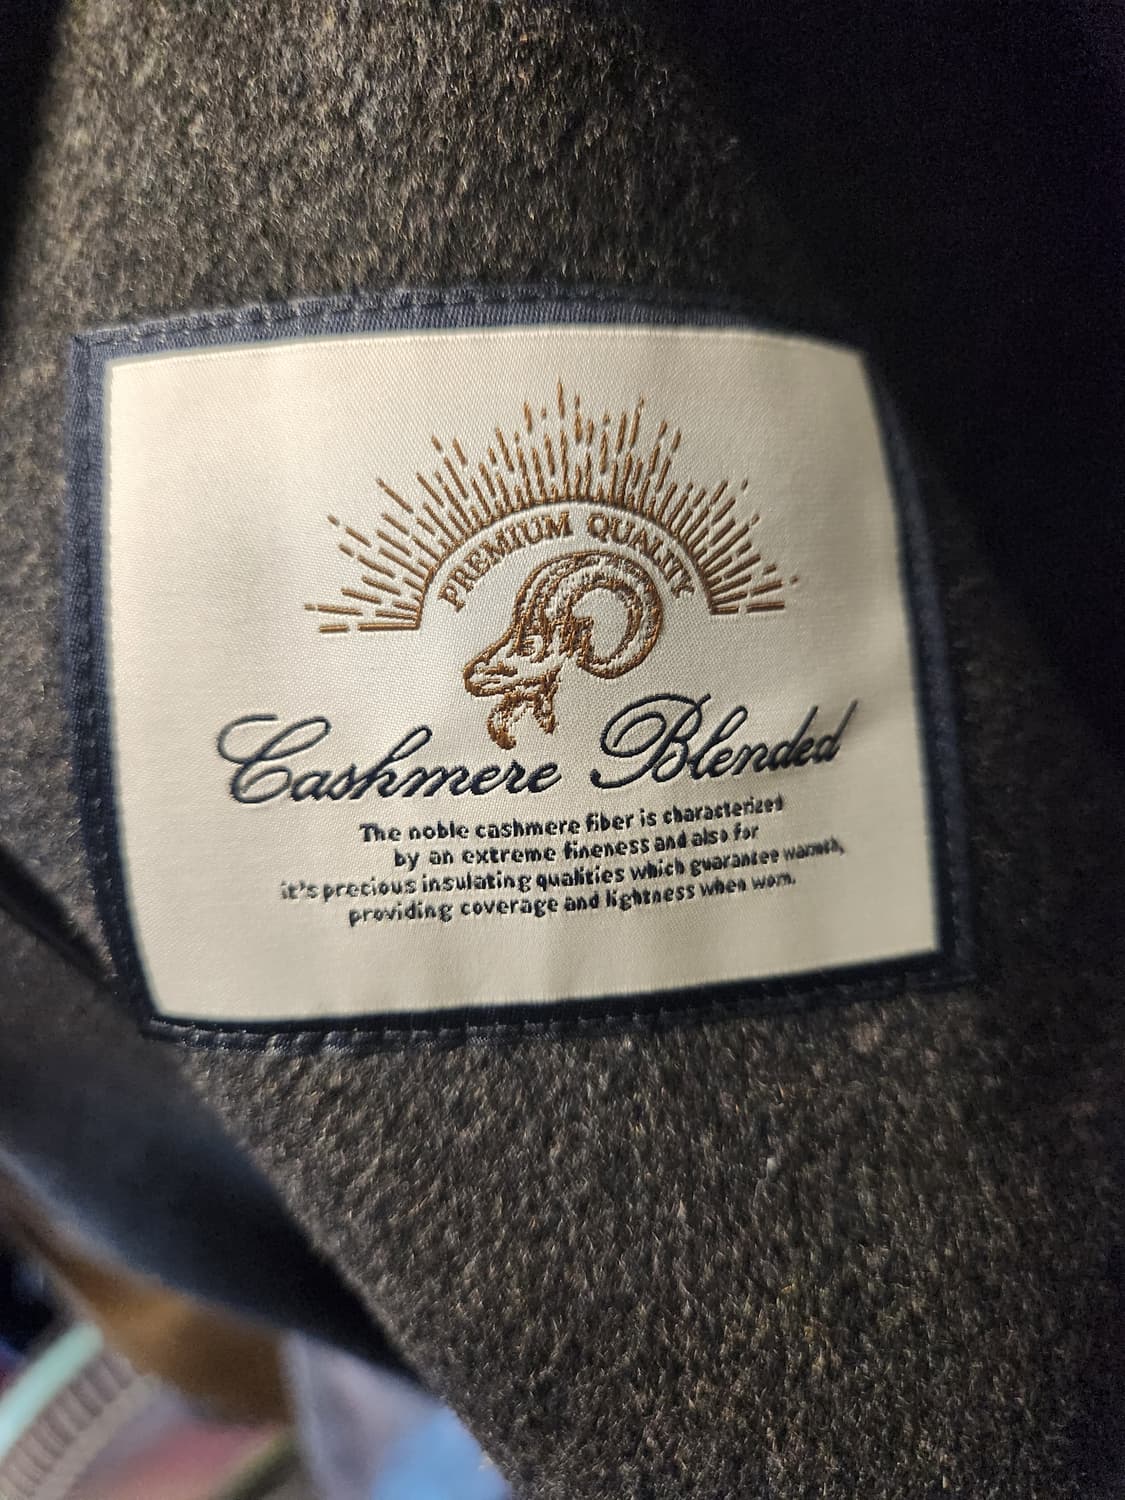 PREMIUM QUALITY
Cashmere Blended
The noble cashmere fiber is characterized
by an extreme fineness and also for
it's precious insulating qualities which guarantee warmth,
providing coverage and lightness when worn.